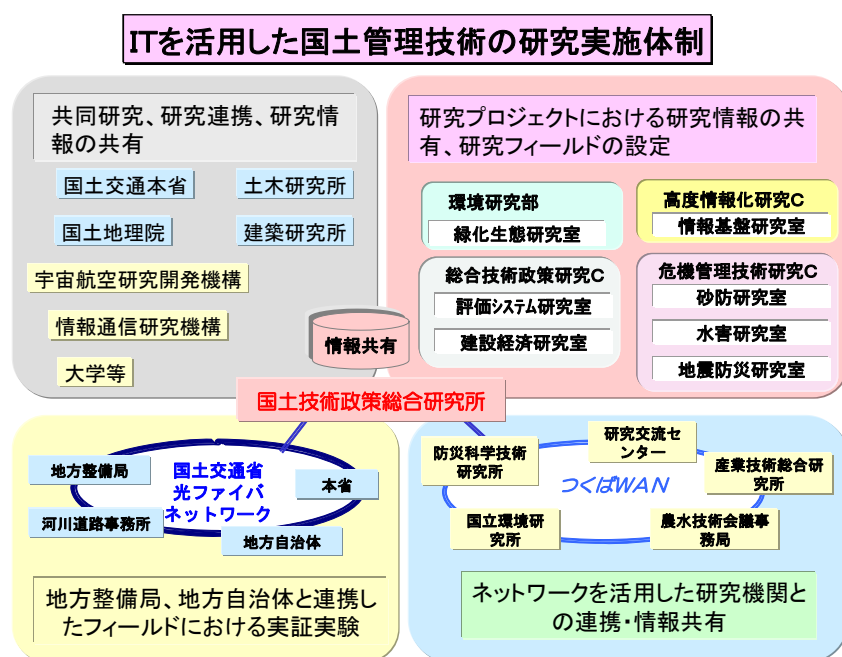 ITを活用した国土管理技術の研究実施体制
共同研究、研究連携、研究情
報の共有
国土交通本省
土木研究所
国土地理院
建築研究所
宇宙航空研究開発機構
情報通信研究機構
大学等
情報共有
研究プロジェクトにおける研究情報の共
有、研究フィールドの設定
環境研究部
緑化生態研究室
高度情報化研究C
情報基盤研究室
総合技術政策研究C
評価システム研究室
建設経済研究室
危機管理技術研究C
砂防研究室
水害研究室
地震防災研究室
国土技術政策総合研究所
地方整備局
国土交通省
光ファイバ
ネットワーク
本省
河川道路事務所
地方自治体
地方整備局、地方自治体と連携し
たフィールドにおける実証実験
防災科学技術
研究所
研究交流セ
ンター
産業技術総合研
究所
つくばWAN
国立環境研
究所
農水技術会議事
務局
ネットワークを活用した研究機関と
の連携・情報共有